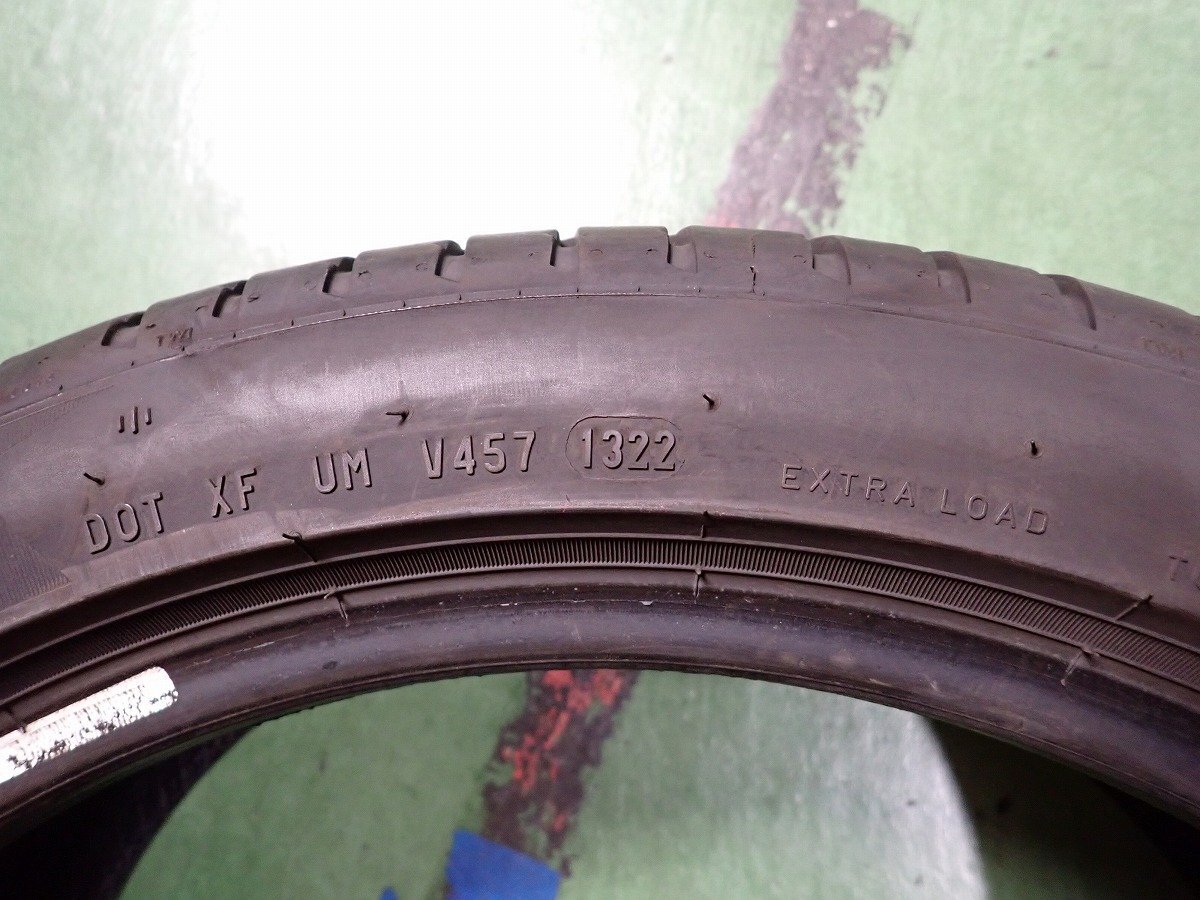 DOT XF UM V457 1322
EXTRA LOAD